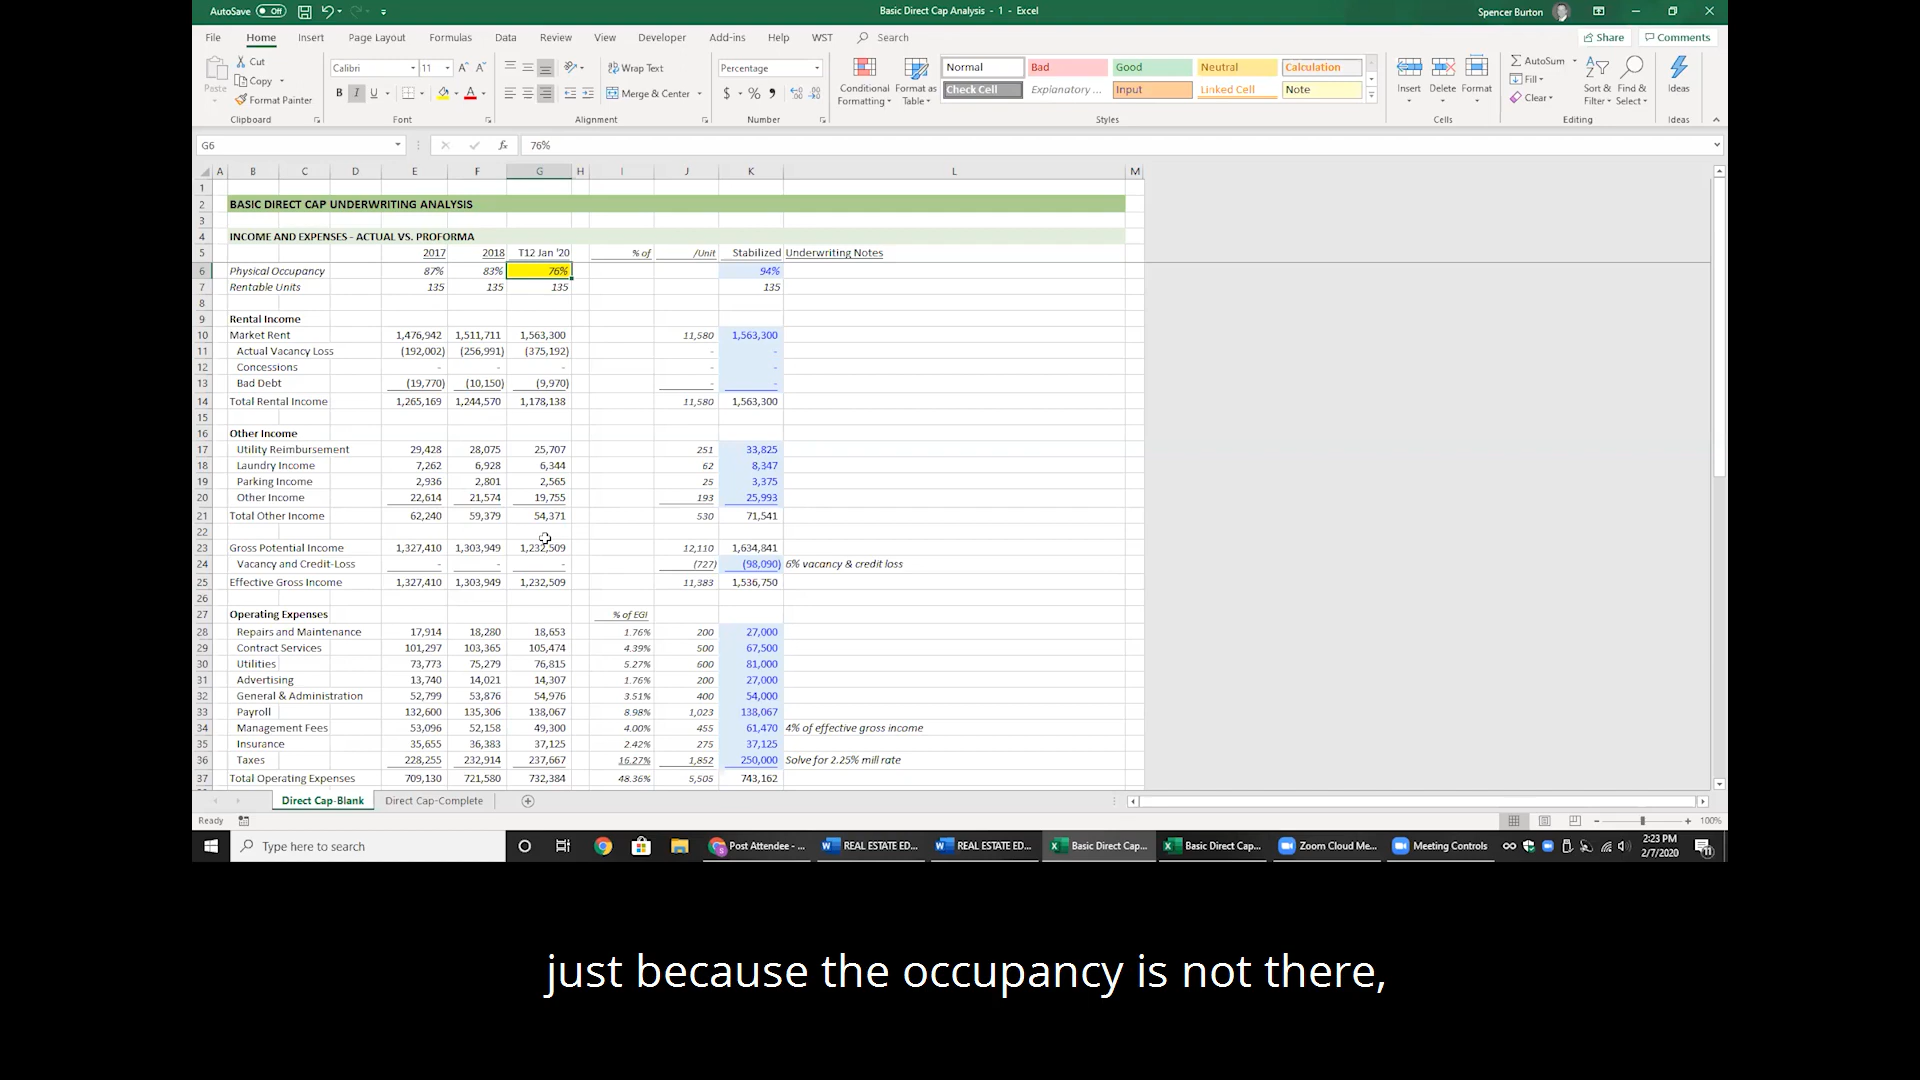 AutoSave Off Basic Direct Cap Analysis - 1 - Excel Spencer Burton
File Home Insert Page Layout Formulas Data Review View Developer Add-ins Help WST Search Share Comments
Paste Cut Copy Format Painter
Calibri 11 B I U
Wrap Text Merge & Center
Percentage $ % ,
Conditional Formatting Format as Table
Normal Bad Good Neutral Calculation
Check Cell Explanatory ... Input Linked Cell Note
Insert Delete Format
AutoSum Fill Clear Sort & Filter Find & Select Ideas
Clipboard Font Alignment Number Styles Cells Editing Ideas
G6 fx 76%
A B C D E F G H I J K L M
1
2 BASIC DIRECT CAP UNDERWRITING ANALYSIS
3
4 INCOME AND EXPENSES - ACTUAL VS. PROFORMA
5 2017 2018 T12 Jan '20 % of /Unit Stabilized Underwriting Notes
6 Physical Occupancy 87% 83% 76% 94%
7 Rentable Units 135 135 135 135
8
9 Rental Income
10 Market Rent 1,476,942 1,511,711 1,563,300 11,580 1,563,300
11 Actual Vacancy Loss (192,002) (256,991) (375,192) - -
12 Concessions - - - - -
13 Bad Debt (19,770) (10,150) (9,970) - -
14 Total Rental Income 1,265,169 1,244,570 1,178,138 11,580 1,563,300
15
16 Other Income
17 Utility Reimbursement 29,428 28,075 25,707 251 33,825
18 Laundry Income 7,262 6,928 6,344 62 8,347
19 Parking Income 2,936 2,801 2,565 25 3,375
20 Other Income 22,614 21,574 19,755 193 25,993
21 Total Other Income 62,240 59,379 54,371 530 71,541
22
23 Gross Potential Income 1,327,410 1,303,949 1,232,509 12,110 1,634,841
24 Vacancy and Credit-Loss - - - (727) (98,090) 6% vacancy & credit loss
25 Effective Gross Income 1,327,410 1,303,949 1,232,509 11,383 1,536,750
26
27 Operating Expenses % of EGI
28 Repairs and Maintenance 17,914 18,280 18,653 1.76% 200 27,000
29 Contract Services 101,297 103,365 105,474 4.39% 500 67,500
30 Utilities 73,773 75,279 76,815 5.27% 600 81,000
31 Advertising 13,740 14,021 14,307 1.76% 200 27,000
32 General & Administration 52,799 53,876 54,976 3.51% 400 54,000
33 Payroll 132,600 135,306 138,067 8.98% 1,023 138,067
34 Management Fees 53,096 52,158 49,300 4.00% 455 61,470 4% of effective gross income
35 Insurance 35,655 36,383 37,125 2.42% 275 37,125
36 Taxes 228,255 232,914 237,667 16.27% 1,852 250,000 Solve for 2.25% mill rate
37 Total Operating Expenses 709,130 721,580 732,384 48.36% 5,505 743,162
Direct Cap-Blank Direct Cap-Complete
Ready 100%
Type here to search Post Attendee - ... REAL ESTATE ED... REAL ESTATE ED... Basic Direct Cap... Basic Direct Cap... Zoom Cloud Me... Meeting Controls 2:23 PM
2/7/2020 11
just because the occupancy is not there,